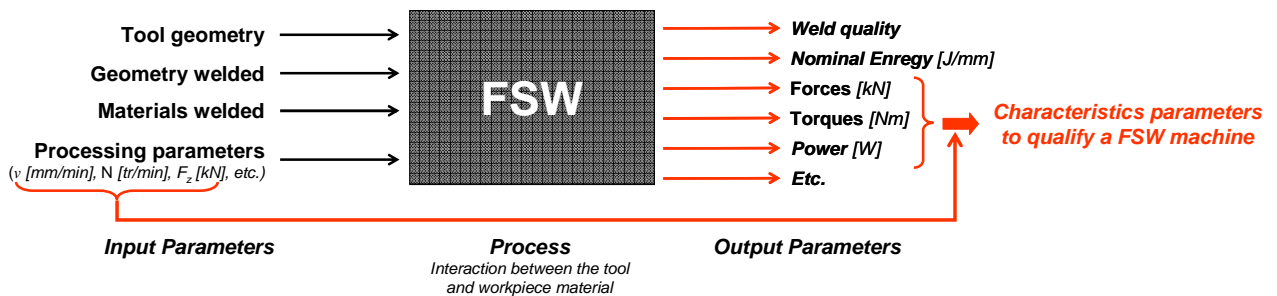 Tool geometry
Geometry welded
Materials welded
Processing parameters
(v [mm/min], N [tr/min], Fz [kN], etc.)
FSW
Weld quality
Nominal Enregy [J/mm]
Forces [kN]
Torques [Nm]
Power [W]
Etc.
Characteristics parameters
to qualify a FSW machine
Input Parameters
Process
Interaction between the tool
and workpiece material
Output Parameters